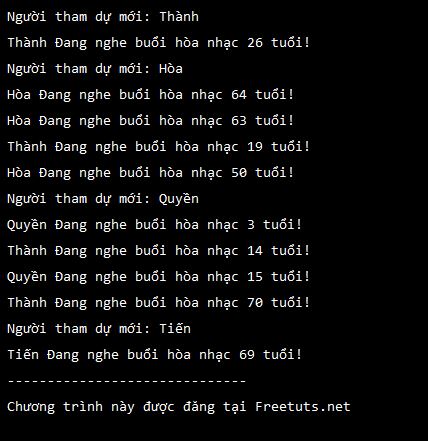 Người tham dự mới: Thành
Thành Đang nghe buổi hòa nhạc 26 tuổi!
Người tham dự mới: Hòa
Hòa Đang nghe buổi hòa nhạc 64 tuổi!
Hòa Đang nghe buổi hòa nhạc 63 tuổi!
Thành Đang nghe buổi hòa nhạc 19 tuổi!
Hòa Đang nghe buổi hòa nhạc 50 tuổi!
Người tham dự mới: Quyền
Quyền Đang nghe buổi hòa nhạc 3 tuổi!
Thành Đang nghe buổi hòa nhạc 14 tuổi!
Quyền Đang nghe buổi hòa nhạc 15 tuổi!
Thành Đang nghe buổi hòa nhạc 70 tuổi!
Người tham dự mới: Tiến
Tiến Đang nghe buổi hòa nhạc 69 tuổi!
------------------------------
Chương trình này được đăng tại Freetuts.net